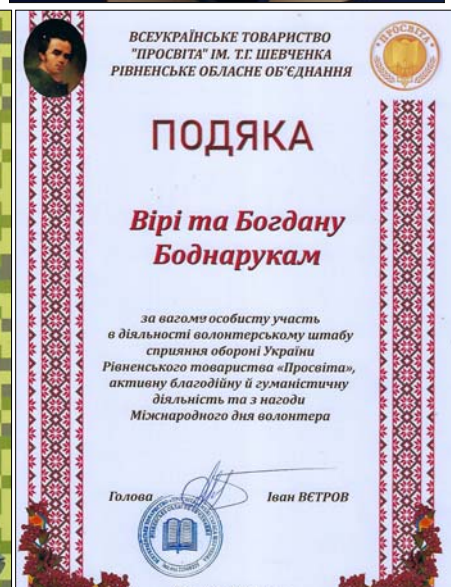 ВСЕУКРАЇНСЬКЕ ТОВАРИСТВО
"ПРОСВІТА" ІМ. Т.Г. ШЕВЧЕНКА
РІВНЕНСЬКЕ ОБЛАСНЕ ОБ'ЄДНАННЯ
ПРОСВІТА
ПОДЯКА
Вірі та Богдану
Боднарукам
за вагому особисту участь
в діяльності волонтерському штабу
сприяння обороні України
Рівненського товариства «Просвіта»,
активну благодійну й гуманістичну
діяльність та з нагоди
Міжнародного дня волонтера
Голова Іван ВЄТРОВ